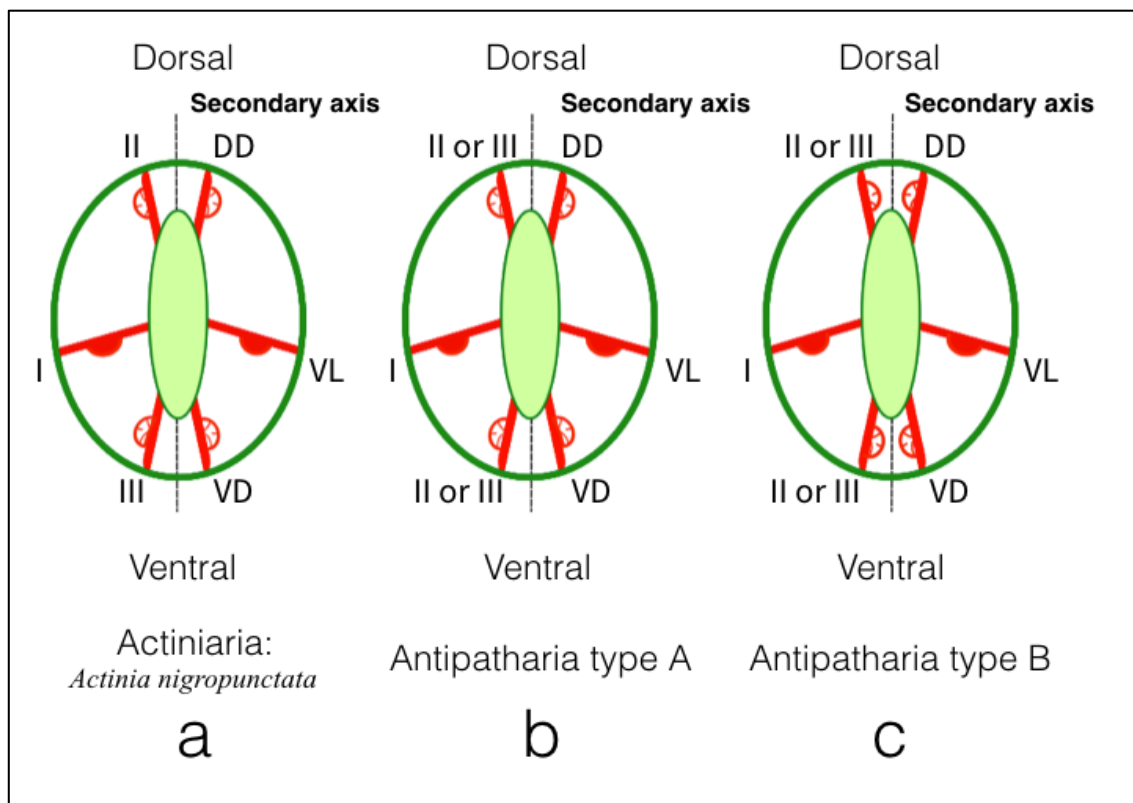 Dorsal
Secondary axis
II DD
I VL
III VD
Ventral
Actiniaria:
Actinia nigropunctata
a
Dorsal
Secondary axis
II or III DD
I VL
II or III VD
Ventral
Antipatharia type A
b
Dorsal
Secondary axis
II or III DD
I VL
II or III VD
Ventral
Antipatharia type B
c